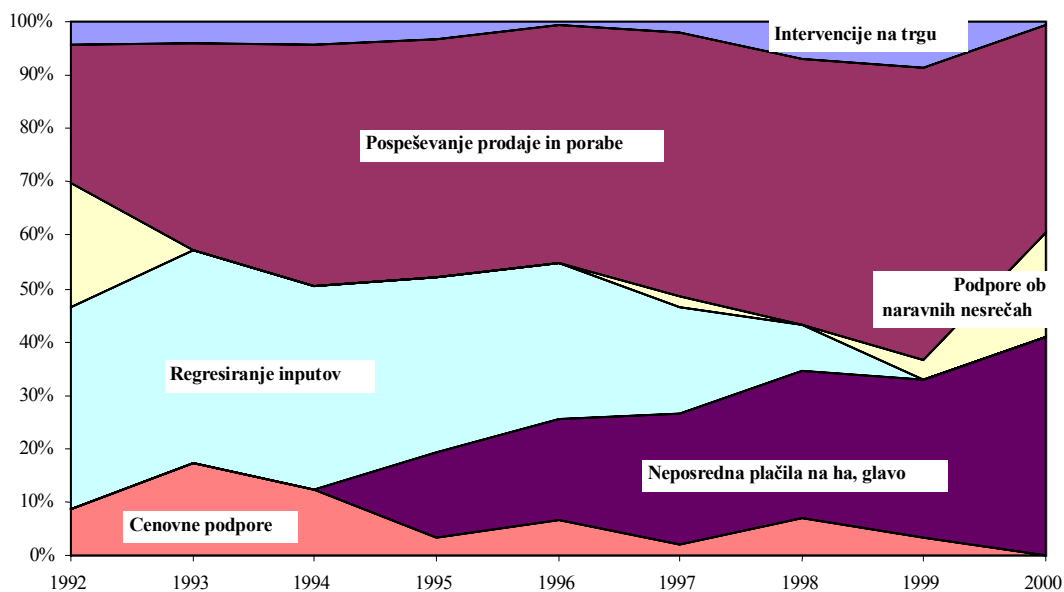 100%
90%
80%
70%
60%
50%
40%
30%
20%
10%
0%
Intervencije na trgu
Pospeševanje prodaje in porabe
Podpore ob
naravnih nesrečah
Regresiranje inputov
Neposredna plačila na ha, glavo
Cenovne podpore
1992 1993 1994 1995 1996 1997 1998 1999 2000